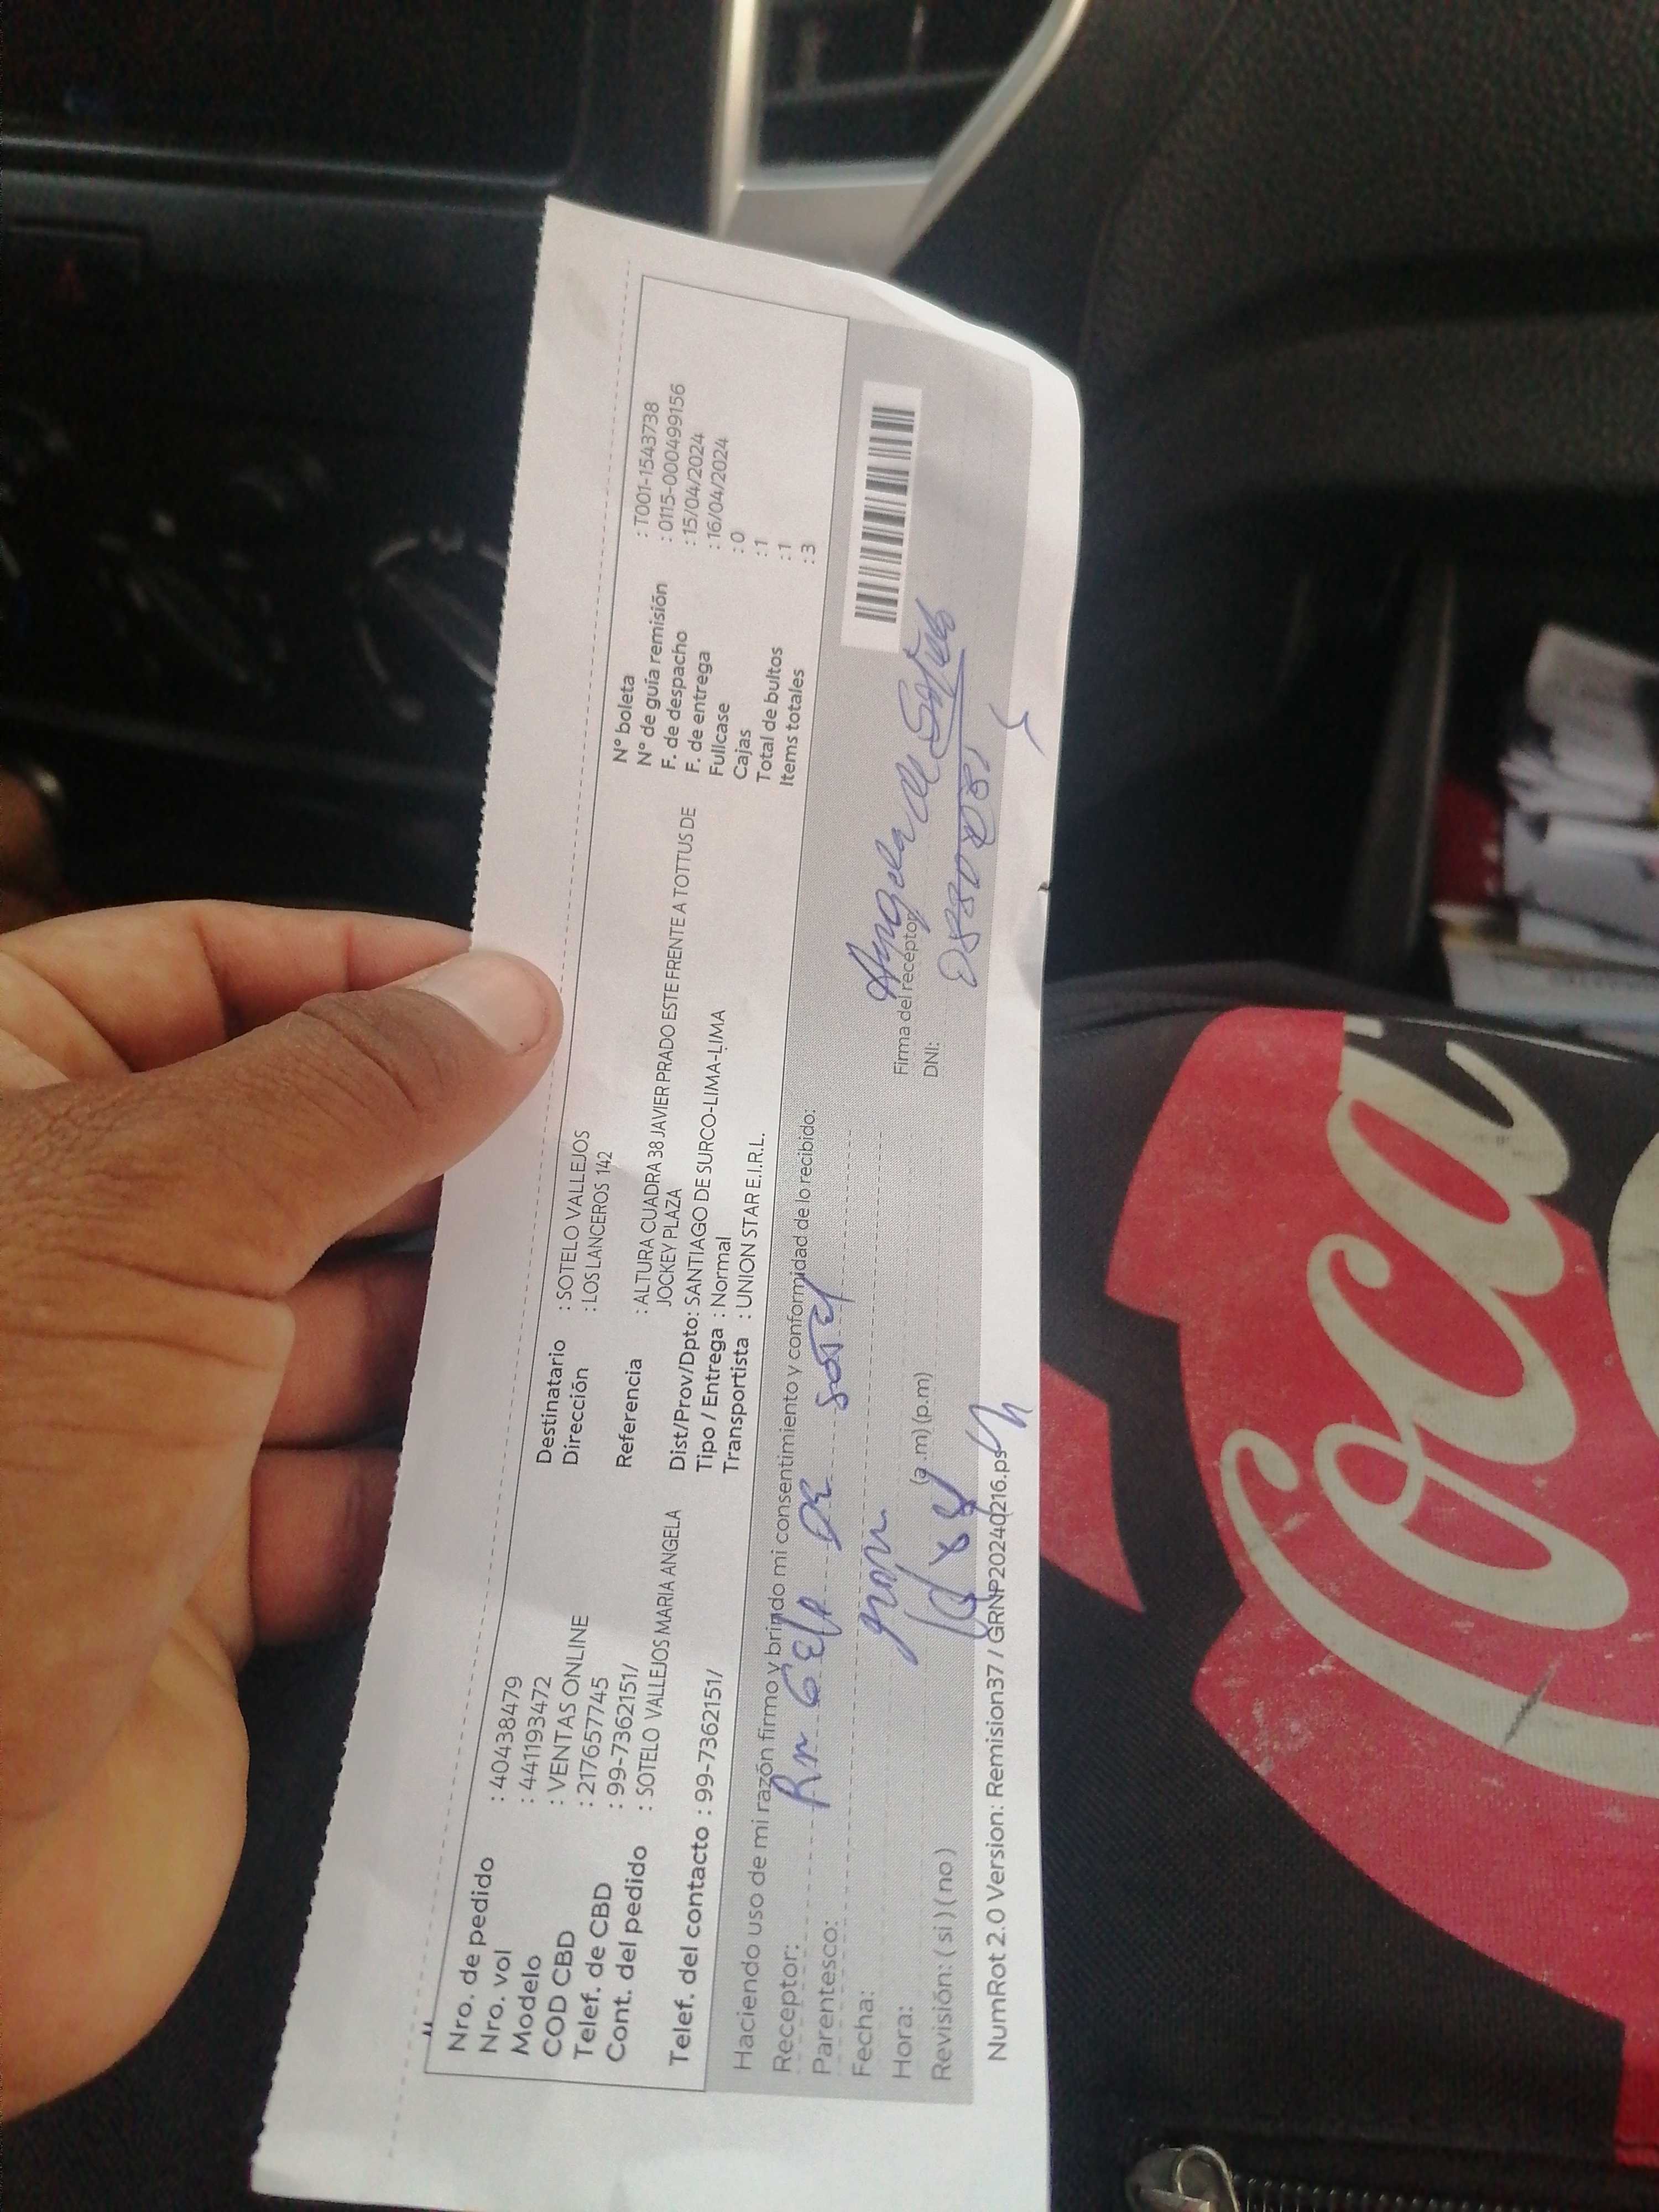 Nro. de pedido : 40438479
Nro. vol : 441193472
Modelo : VENTAS ONLINE
COD CBD : 217657745
Telef. de CBD : 99-7362151/
Cont. del pedido : SOTELO VALLEJOS MARIA ANGELA
Telef. del contacto : 99-7362151/
Destinatario : SOTELO VALLEJOS
Dirección : LOS LANCEROS 142
Referencia : ALTURA CUADRA 38 JAVIER PRADO ESTE FRENTE A TOTTUS DE
JOCKEY PLAZA
Dist/Prov/Dpto: SANTIAGO DE SURCO-LIMA-LIMA
Tipo / Entrega : Normal
Transportista : UNION STAR E.I.R.L.
Nº boleta : T001-1543738
Nº de guía remisión : 0115-000499156
F. de despacho : 15/04/2024
F. de entrega : 16/04/2024
Fullcase : 0
Cajas : 1
Total de bultos : 1
Items totales : 3
Haciendo uso de mi razón firmo y brindo mi consentimiento y conformidad de lo recibido:
Receptor:
Parentesco:
Fecha:
Hora: (a.m) (p.m)
Revisión: ( si ) ( no )
Angela de
Firma del receptor
DNI:
NumRot 2.0 Version: Remision37 / GRNP20240216.ps
Coca